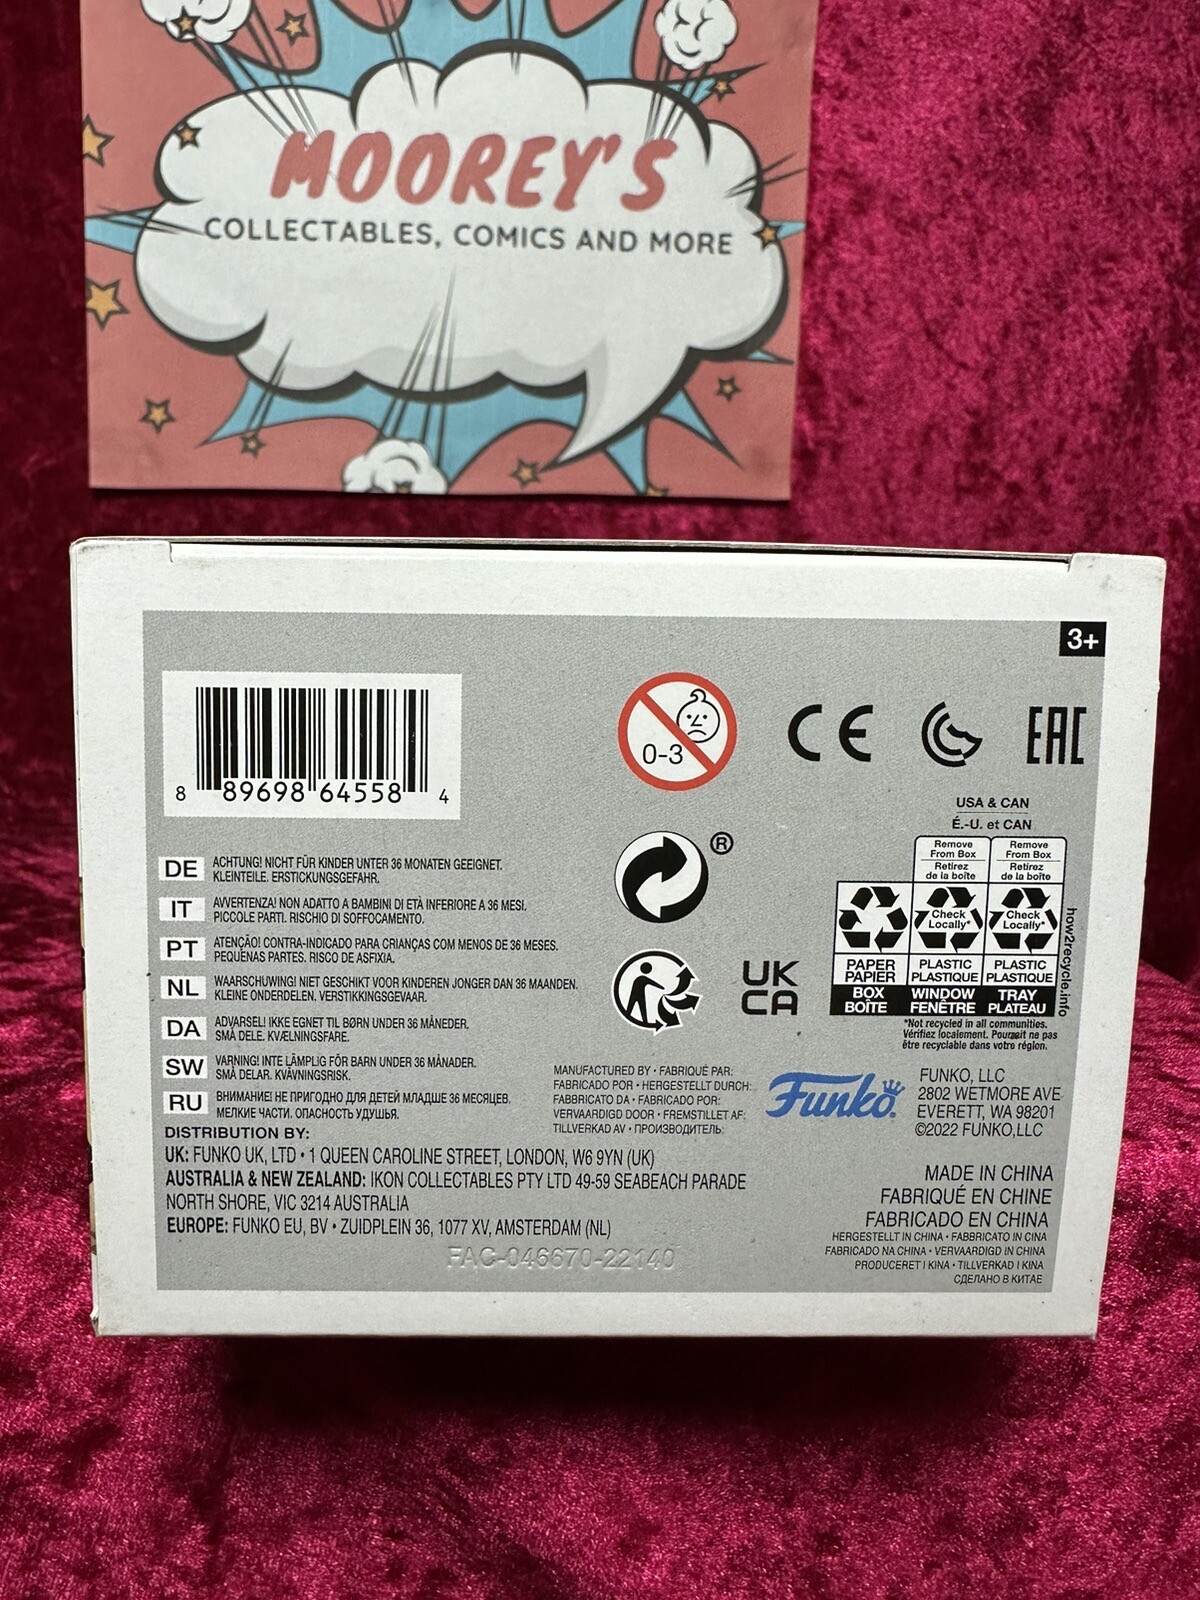 MOOREY'S
COLLECTABLES, COMICS AND MORE
3+
8 89698 64558 4
0-3
CE
EAC
USA & CAN
É.-U. et CAN
Remove
From Box
Retirez
de la boîte
Remove
From Box
Retirez
de la boîte
Check
Locally*
Check
Locally*
PAPER
PAPIER
PLASTIC
PLASTIQUE
PLASTIC
PLASTIQUE
BOX
BOÎTE
WINDOW
FENÊTRE
TRAY
PLATEAU
how2recycle.info
*Not recycled in all communities.
Vérifiez localement. Pourrait ne pas
être recyclable dans votre région.
®
UK
CA
DE ACHTUNG! NICHT FÜR KINDER UNTER 36 MONATEN GEEIGNET.
KLEINTEILE. ERSTICKUNGSGEFAHR.
IT AVVERTENZA! NON ADATTO A BAMBINI DI ETÀ INFERIORE A 36 MESI.
PICCOLE PARTI. RISCHIO DI SOFFOCAMENTO.
PT ATENÇÃO! CONTRA-INDICADO PARA CRIANÇAS COM MENOS DE 36 MESES.
PEQUENAS PARTES. RISCO DE ASFIXIA.
NL WAARSCHUWING! NIET GESCHIKT VOOR KINDEREN JONGER DAN 36 MAANDEN.
KLEINE ONDERDELEN. VERSTIKKINGSGEVAAR.
DA ADVARSEL! IKKE EGNET TIL BØRN UNDER 36 MÅNEDER.
SMÅ DELE. KVÆLNINGSFARE.
SW VARNING! INTE LÄMPLIG FÖR BARN UNDER 36 MÅNADER.
SMÅ DELAR. KVÄVNINGSRISK.
RU ВНИМАНИЕ! НЕ ПРИГОДНО ДЛЯ ДЕТЕЙ МЛАДШЕ 36 МЕСЯЦЕВ.
МЕЛКИЕ ЧАСТИ. ОПАСНОСТЬ УДУШЬЯ.
MANUFACTURED BY • FABRIQUÉ PAR:
FABRICADO POR • HERGESTELLT DURCH:
FABBRICATO DA • FABRICADO POR:
VERVAARDIGD DOOR • FREMSTILLET AF:
TILLVERKAD AV • ПРОИЗВОДИТЕЛЬ:
Funko
FUNKO, LLC
2802 WETMORE AVE
EVERETT, WA 98201
©2022 FUNKO,LLC
DISTRIBUTION BY:
UK: FUNKO UK, LTD • 1 QUEEN CAROLINE STREET, LONDON, W6 9YN (UK)
AUSTRALIA & NEW ZEALAND: IKON COLLECTABLES PTY LTD 49-59 SEABEACH PARADE
NORTH SHORE, VIC 3214 AUSTRALIA
EUROPE: FUNKO EU, BV • ZUIDPLEIN 36, 1077 XV, AMSTERDAM (NL)
FAC-046670-22140
MADE IN CHINA
FABRIQUÉ EN CHINE
FABRICADO EN CHINA
HERGESTELLT IN CHINA • FABBRICATO IN CINA
FABRICADO NA CHINA • VERVAARDIGD IN CHINA
PRODUCERET I KINA • TILLVERKAD I KINA
СДЕЛАНО В КИТАЕ